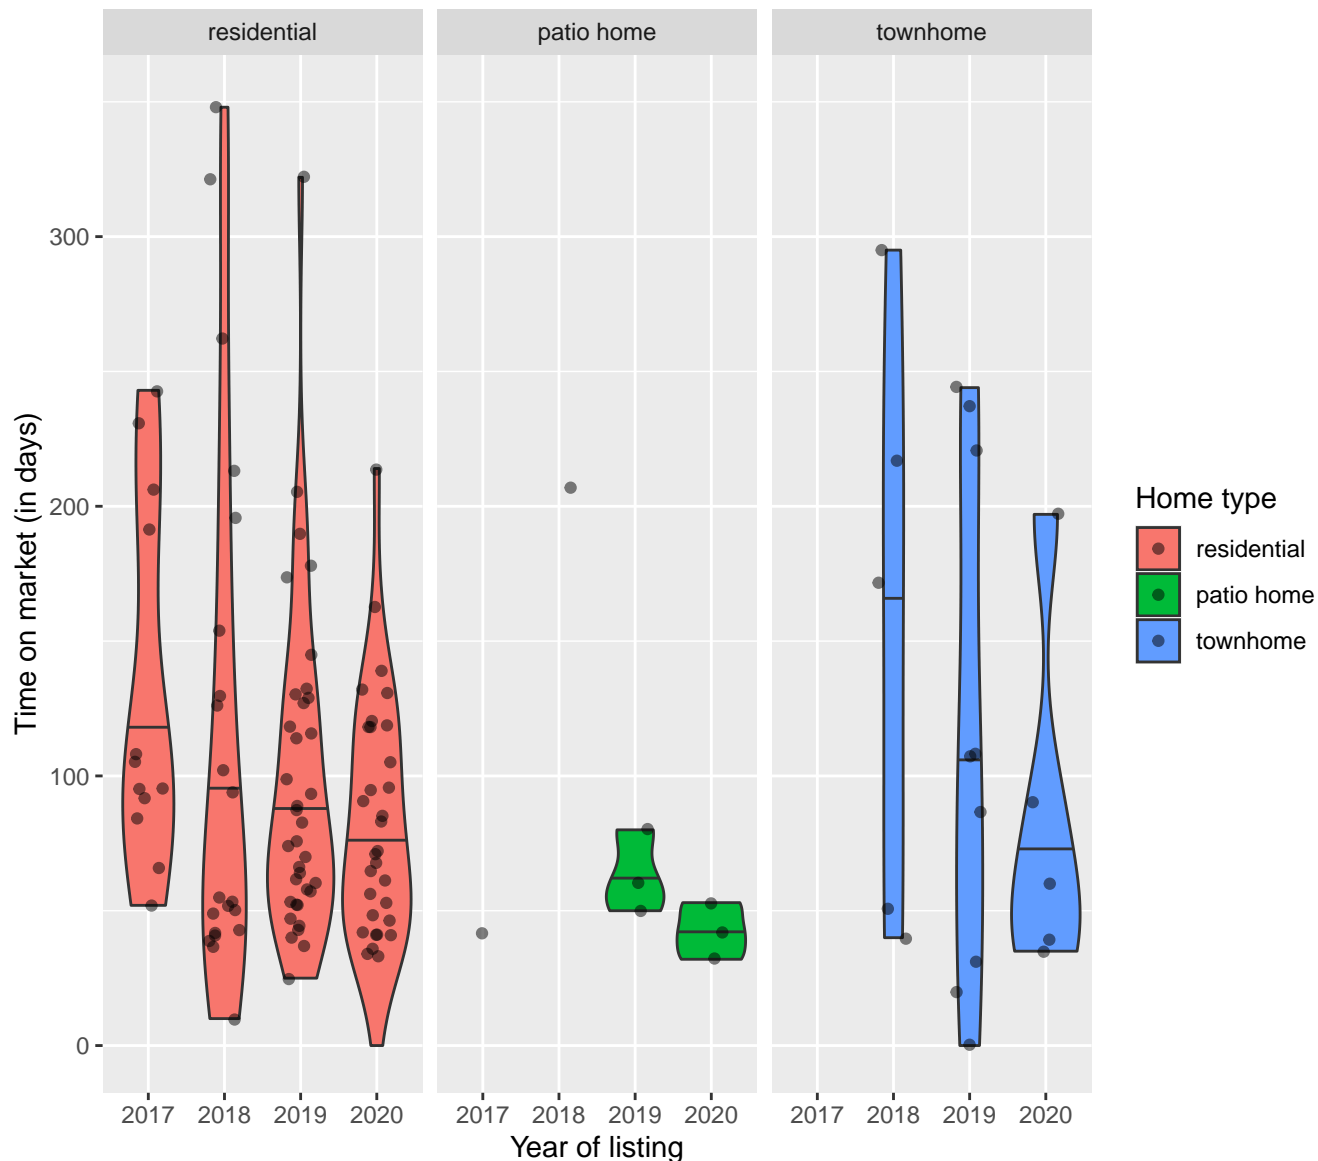 residential patio home townhome
300
200
100
0
Time on market (in days)
2017 2018 2019 2020 2017 2018 2019 2020 2017 2018 2019 2020
Year of listing
Home type
residential
patio home
townhome